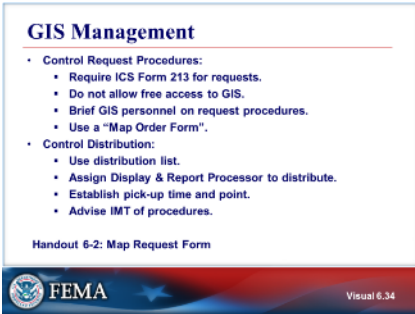 GIS Management
• Control Request Procedures:
▪ Require ICS Form 213 for requests.
▪ Do not allow free access to GIS.
▪ Brief GIS personnel on request procedures.
▪ Use a “Map Order Form”.
• Control Distribution:
▪ Use distribution list.
▪ Assign Display & Report Processor to distribute.
▪ Establish pick-up time and point.
▪ Advise IMT of procedures.
Handout 6-2: Map Request Form
FEMA
Visual 6.34